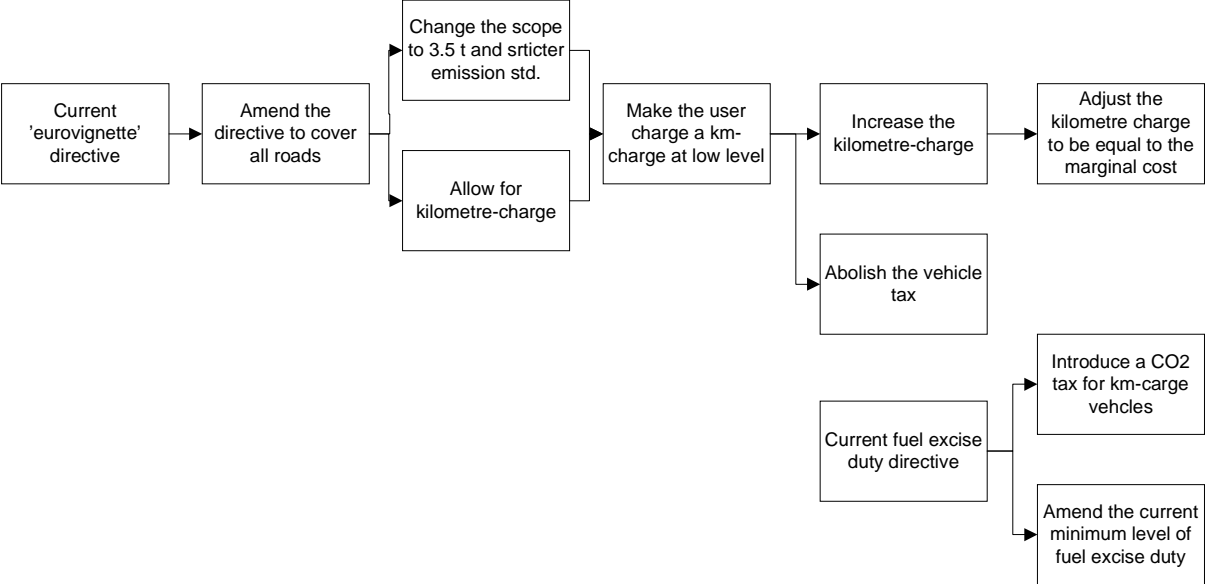 Current
’eurovignette’
directive
Amend the
directive to cover
all roads
Change the scope
to 3.5 t and srticter
emission std.
Allow for
kilometre-charge
Make the user
charge a km-
charge at low level
Increase the
kilometre-charge
Adjust the
kilometre charge
to be equal to the
marginal cost
Abolish the vehicle
tax
Current fuel excise
duty directive
Introduce a CO2
tax for km-carge
vehcles
Amend the current
minimum level of
fuel excise duty